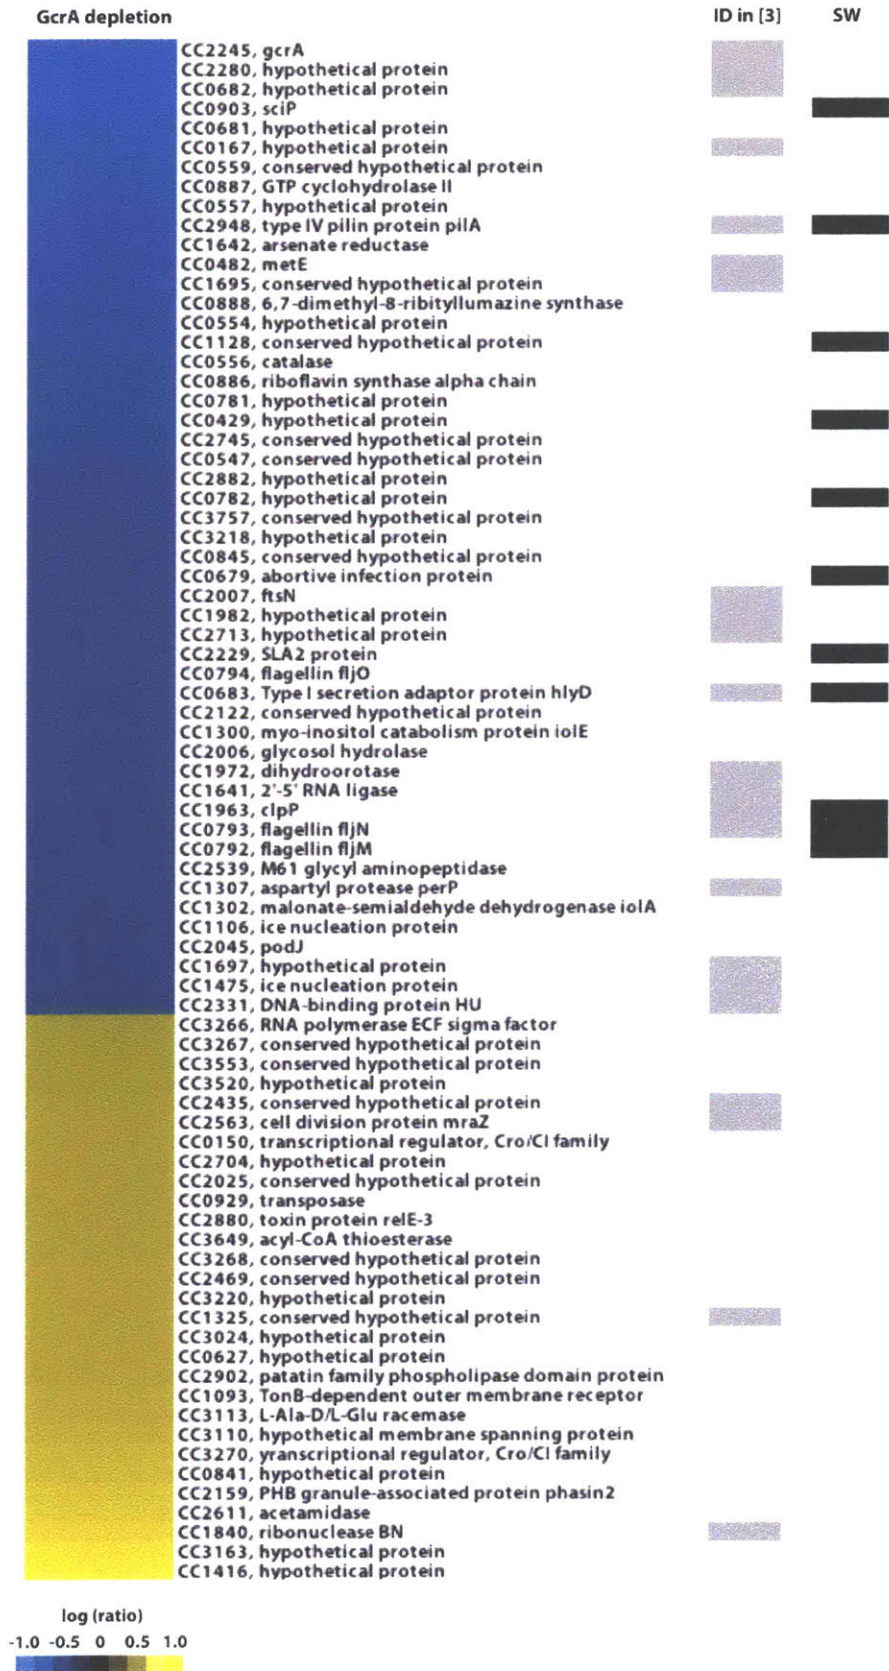 GcrA depletion ID in [3] SW
CC2245, gcrA
CC2280, hypothetical protein
CC0682, hypothetical protein
CC0903, sciP
CC0681, hypothetical protein
CC0167, hypothetical protein
CC0559, conserved hypothetical protein
CC0887, GTP cyclohydrolase II
CC0557, hypothetical protein
CC2948, type IV pilin protein pilA
CC1642, arsenate reductase
CC0482, metE
CC1695, conserved hypothetical protein
CC0888, 6,7-dimethyl-8-ribityllumazine synthase
CC0554, hypothetical protein
CC1128, conserved hypothetical protein
CC0556, catalase
CC0886, riboflavin synthase alpha chain
CC0781, hypothetical protein
CC0429, hypothetical protein
CC2745, conserved hypothetical protein
CC0547, conserved hypothetical protein
CC2882, hypothetical protein
CC0782, hypothetical protein
CC3757, conserved hypothetical protein
CC3218, hypothetical protein
CC0845, conserved hypothetical protein
CC0679, abortive infection protein
CC2007, ftsN
CC1982, hypothetical protein
CC2713, hypothetical protein
CC2229, SLA2 protein
CC0794, flagellin fljO
CC0683, Type I secretion adaptor protein hlyD
CC2122, conserved hypothetical protein
CC1300, myo-inositol catabolism protein iolE
CC2006, glycosol hydrolase
CC1972, dihydroorotase
CC1641, 2'-5' RNA ligase
CC1963, clpP
CC0793, flagellin fljN
CC0792, flagellin fljM
CC2539, M61 glycyl aminopeptidase
CC1307, aspartyl protease perP
CC1302, malonate-semialdehyde dehydrogenase iolA
CC1106, ice nucleation protein
CC2045, podJ
CC1697, hypothetical protein
CC1475, ice nucleation protein
CC2331, DNA-binding protein HU
CC3266, RNA polymerase ECF sigma factor
CC3267, conserved hypothetical protein
CC3553, conserved hypothetical protein
CC3520, hypothetical protein
CC2435, conserved hypothetical protein
CC2563, cell division protein mraZ
CC0150, transcriptional regulator, Cro/CI family
CC2704, hypothetical protein
CC2025, conserved hypothetical protein
CC0929, transposase
CC2880, toxin protein relE-3
CC3649, acyl-CoA thioesterase
CC3268, conserved hypothetical protein
CC2469, conserved hypothetical protein
CC3220, hypothetical protein
CC1325, conserved hypothetical protein
CC3024, hypothetical protein
CC0627, hypothetical protein
CC2902, patatin family phospholipase domain protein
CC1093, TonB-dependent outer membrane receptor
CC3113, L-Ala-D/L-Glu racemase
CC3110, hypothetical membrane spanning protein
CC3270, yranscriptional regulator, Cro/CI family
CC0841, hypothetical protein
CC2159, PHB granule-associated protein phasin2
CC2611, acetamidase
CC1840, ribonuclease BN
CC3163, hypothetical protein
CC1416, hypothetical protein
log (ratio)
-1.0 -0.5 0 0.5 1.0